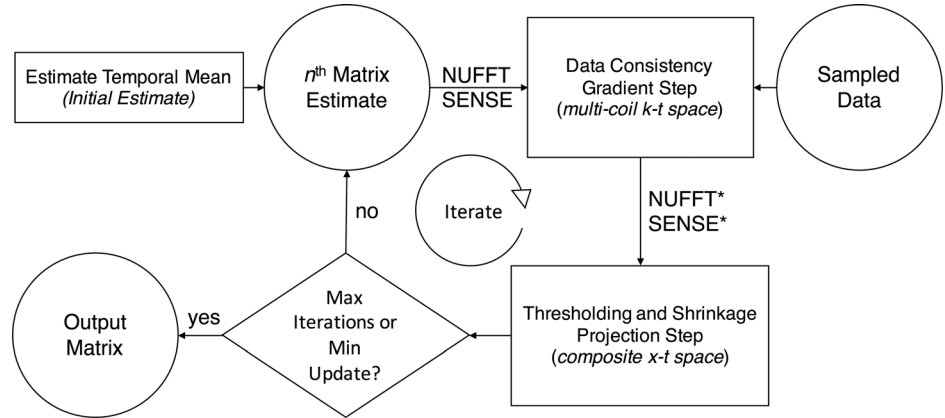 Estimate Temporal Mean
(Initial Estimate)
nth Matrix
Estimate
NUFFT
SENSE
Data Consistency
Gradient Step
(multi-coil k-t space)
Sampled
Data
no
Iterate
NUFFT*
SENSE*
Output
Matrix
yes
Max
Iterations or
Min
Update?
Thresholding and Shrinkage
Projection Step
(composite x-t space)